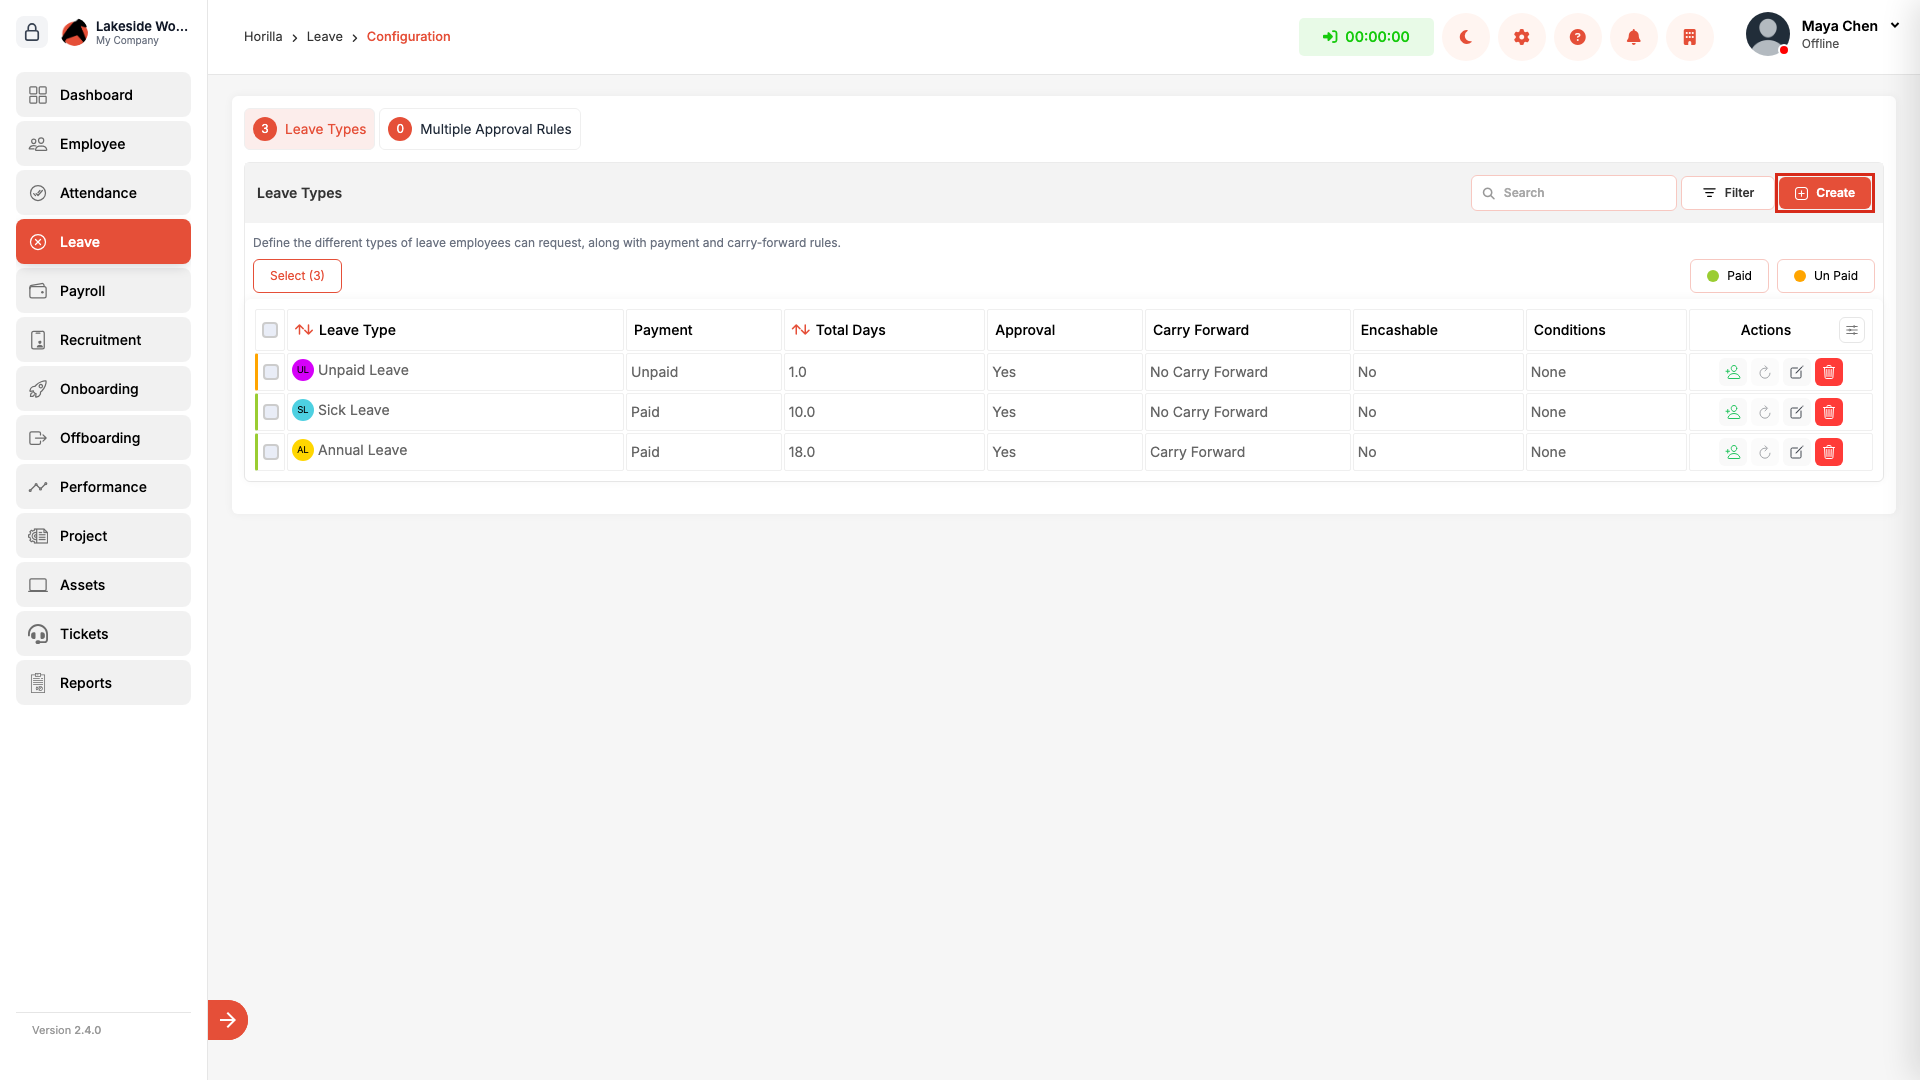 Lakeside Wo...
My Company
Dashboard
Employee
Attendance
Leave
Payroll
Recruitment
Onboarding
Offboarding
Performance
Project
Assets
Tickets
Reports
Version 2.4.0
Horilla > Leave > Configuration
00:00:00
Maya Chen
Offline
3 Leave Types
0 Multiple Approval Rules
Leave Types
Search
Filter
Create
Define the different types of leave employees can request, along with payment and carry-forward rules.
Select (3)
Paid
Un Paid
Leave Type Payment Total Days Approval Carry Forward Encashable Conditions Actions
UL Unpaid Leave Unpaid 1.0 Yes No Carry Forward No None
SL Sick Leave Paid 10.0 Yes No Carry Forward No None
AL Annual Leave Paid 18.0 Yes Carry Forward No None